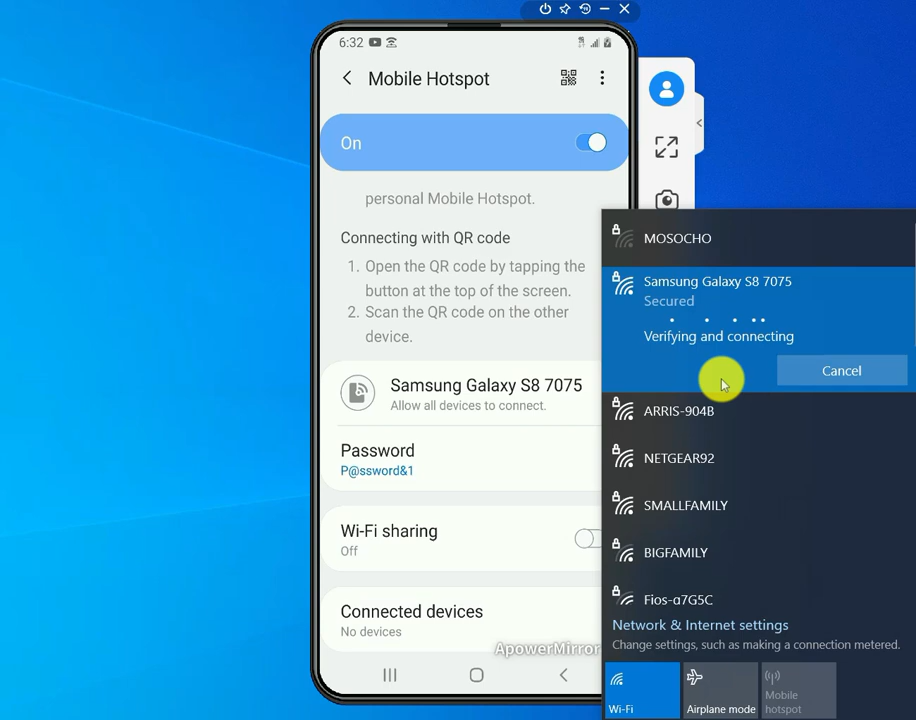 6:32
Mobile Hotspot
On
personal Mobile Hotspot.
Connecting with QR code
1. Open the QR code by tapping the
button at the top of the screen.
2. Scan the QR code on the other
device.
Samsung Galaxy S8 7075
Allow all devices to connect.
Password
P@ssword&1
Wi-Fi sharing
Off
Connected devices
No devices
ApowerMirror
MOSOCHO
Samsung Galaxy S8 7075
Secured
Verifying and connecting
Cancel
ARRIS-904B
NETGEAR92
SMALLFAMILY
BIGFAMILY
Fios-a7G5C
Network & Internet settings
Change settings, such as making a connection metered.
Wi-Fi
Airplane mode
Mobile
hotspot